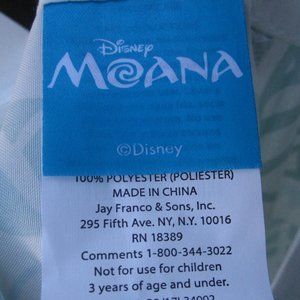 Disney
MOANA
©Disney
100% POLYESTER (POLIESTER)
MADE IN CHINA
Jay Franco & Sons, Inc.
295 Fifth Ave. NY, N.Y. 10016
RN 18389
Comments 1-800-344-3022
Not for use for children
3 years of age and under.